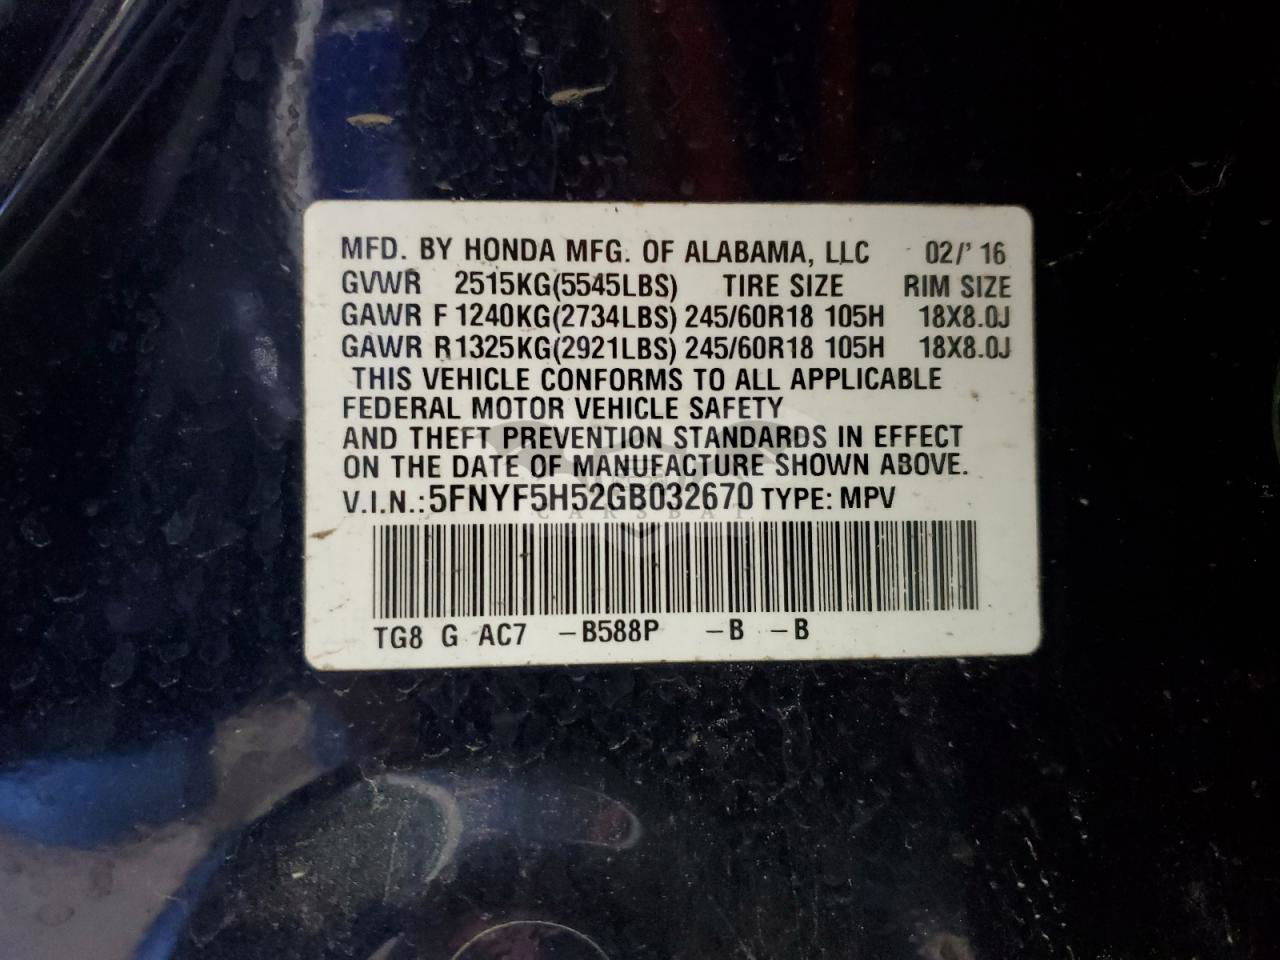 MFD. BY HONDA MFG. OF ALABAMA, LLC 02/' 16
GVWR 2515KG(5545LBS) TIRE SIZE RIM SIZE
GAWR F 1240KG(2734LBS) 245/60R18 105H 18X8.0J
GAWR R1325KG(2921LBS) 245/60R18 105H 18X8.0J
THIS VEHICLE CONFORMS TO ALL APPLICABLE
FEDERAL MOTOR VEHICLE SAFETY
AND THEFT PREVENTION STANDARDS IN EFFECT
ON THE DATE OF MANUFACTURE SHOWN ABOVE.
V.I.N.:5FNYF5H52GB032670 TYPE: MPV
CARSBAT
TG8 G AC7 -B588P -B -B